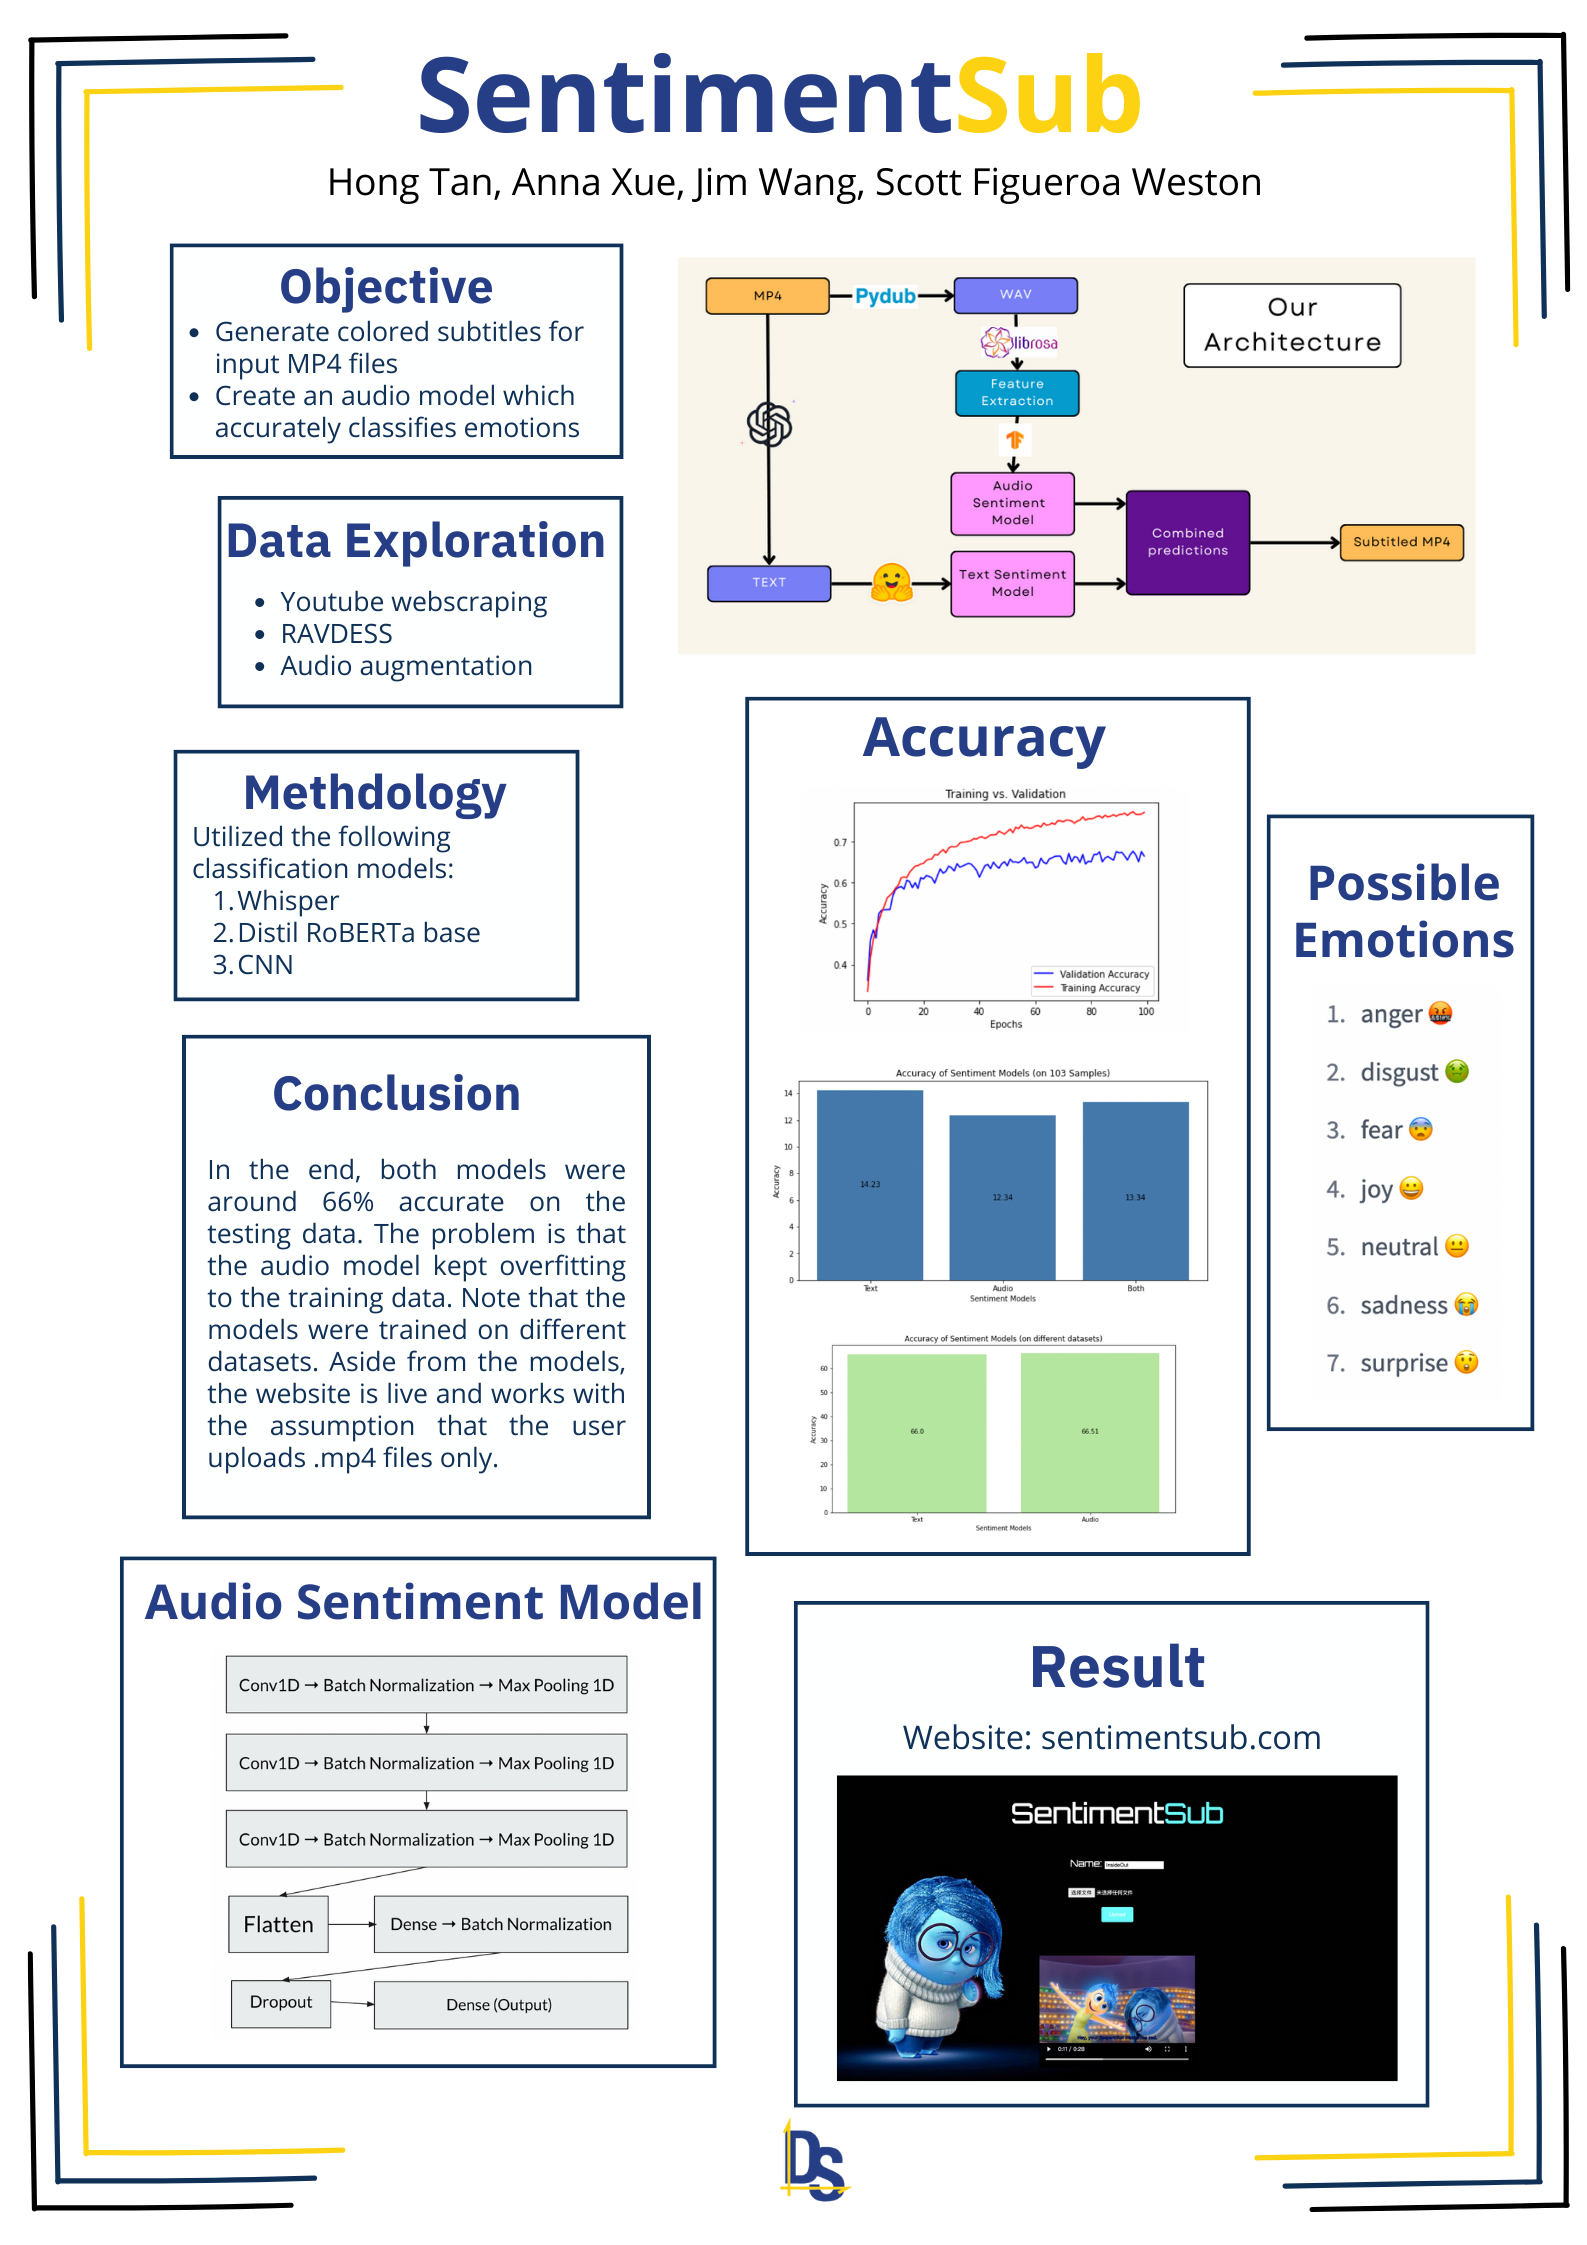 SentimentSub
Hong Tan, Anna Xue, Jim Wang, Scott Figueroa Weston
Objective
• Generate colored subtitles for
input MP4 files
• Create an audio model which
accurately classifies emotions
MP4
Pydub
WAV
Our
Architecture
librosa
Feature
Extraction
Audio
Sentiment
Model
Combined
predictions
Subtitled MP4
TEXT
Text Sentiment
Model
Data Exploration
• Youtube webscraping
• RAVDESS
• Audio augmentation
Methdology
Utilized the following
classification models:
1. Whisper
2. Distil RoBERTa base
3. CNN
Conclusion
In the end, both models were
around 66% accurate on the
testing data. The problem is that
the audio model kept overfitting
to the training data. Note that the
models were trained on different
datasets. Aside from the models,
the website is live and works with
the assumption that the user
uploads .mp4 files only.
Accuracy
Training vs. Validation
Accuracy
0.7
0.6
0.5
0.4
Validation Accuracy
Training Accuracy
0 20 40 60 80 100
Epochs
Accuracy of Sentiment Models (on 103 Samples)
Accuracy
14
12
10
8
6
4
2
0
14.23
12.34
13.34
Text Audio Both
Sentiment Models
Accuracy of Sentiment Models (on different datasets)
Accuracy
60
50
40
30
20
10
0
66.0
66.51
Text Audio
Sentiment Models
Possible
Emotions
1. anger 🤬
2. disgust 🤢
3. fear 😨
4. joy 😀
5. neutral 😐
6. sadness 😭
7. surprise 😲
Audio Sentiment Model
Conv1D → Batch Normalization → Max Pooling 1D
Conv1D → Batch Normalization → Max Pooling 1D
Conv1D → Batch Normalization → Max Pooling 1D
Flatten
Dense → Batch Normalization
Dropout
Dense (Output)
Result
Website: sentimentsub.com
SentimentSub
Name: InsideOut
选择文件 未选择任何文件
Upload
0:11 / 0:28
DS